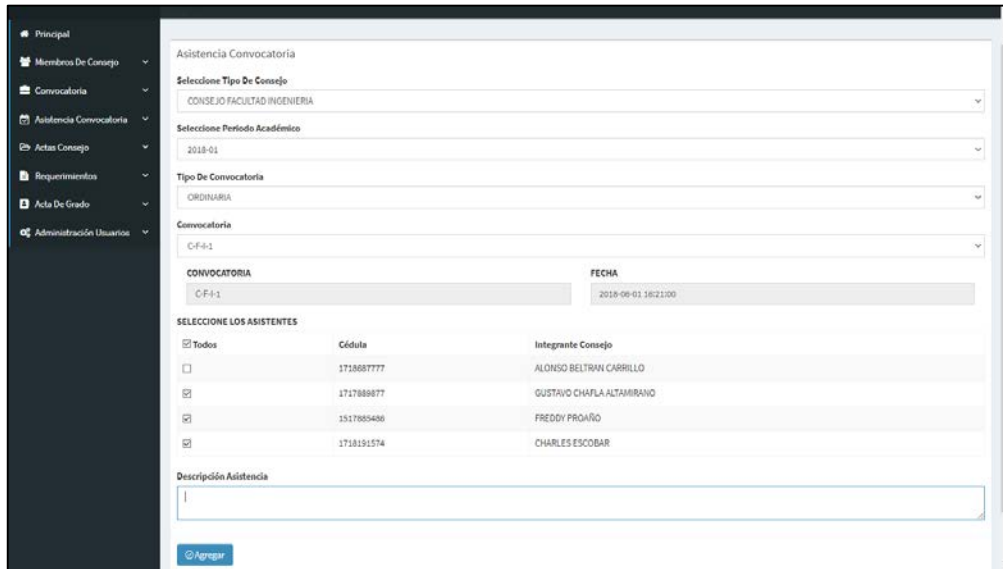 Principal
Miembros De Consejo
Convocatoria
Asistencia Convocatoria
Actas Consejo
Requerimientos
Acta De Grado
Administración Usuarios
Asistencia Convocatoria
Seleccione Tipo De Consejo
CONSEJO FACULTAD INGENIERIA
Seleccione Periodo Académico
2018-01
Tipo De Convocatoria
ORDINARIA
Convocatoria
C-F-I-1
CONVOCATORIA FECHA
C-F-I-1 2018-06-01 16:21:00
SELECCIONE LOS ASISTENTES
Todos Cédula Integrante Consejo
1718687777 ALONSO BELTRAN CARRILLO
1717889877 GUSTAVO CHAFLA ALTAMIRANO
1517885486 FREDDY PROAÑO
1718191574 CHARLES ESCOBAR
Descripción Asistencia
Agregar